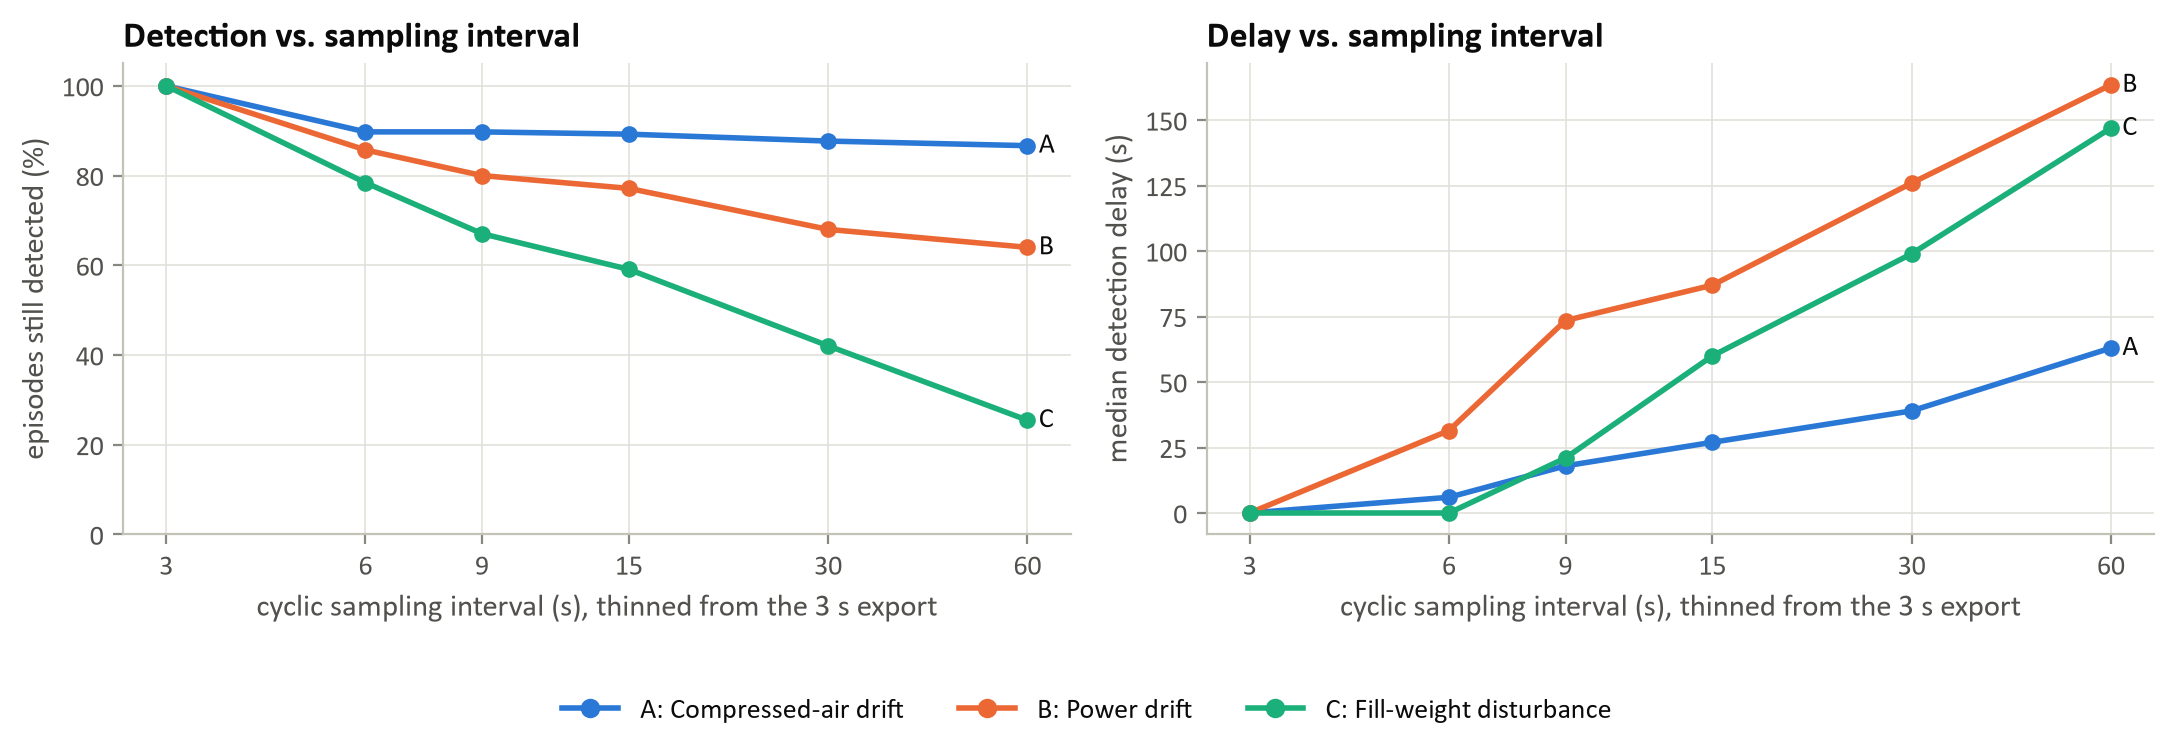 Detection vs. sampling interval
episodes still detected (%)
100
80
60
40
20
0
A
B
C
3 6 9 15 30 60
cyclic sampling interval (s), thinned from the 3 s export
Delay vs. sampling interval
median detection delay (s)
150
125
100
75
50
25
0
B
C
A
3 6 9 15 30 60
cyclic sampling interval (s), thinned from the 3 s export
A: Compressed-air drift B: Power drift C: Fill-weight disturbance